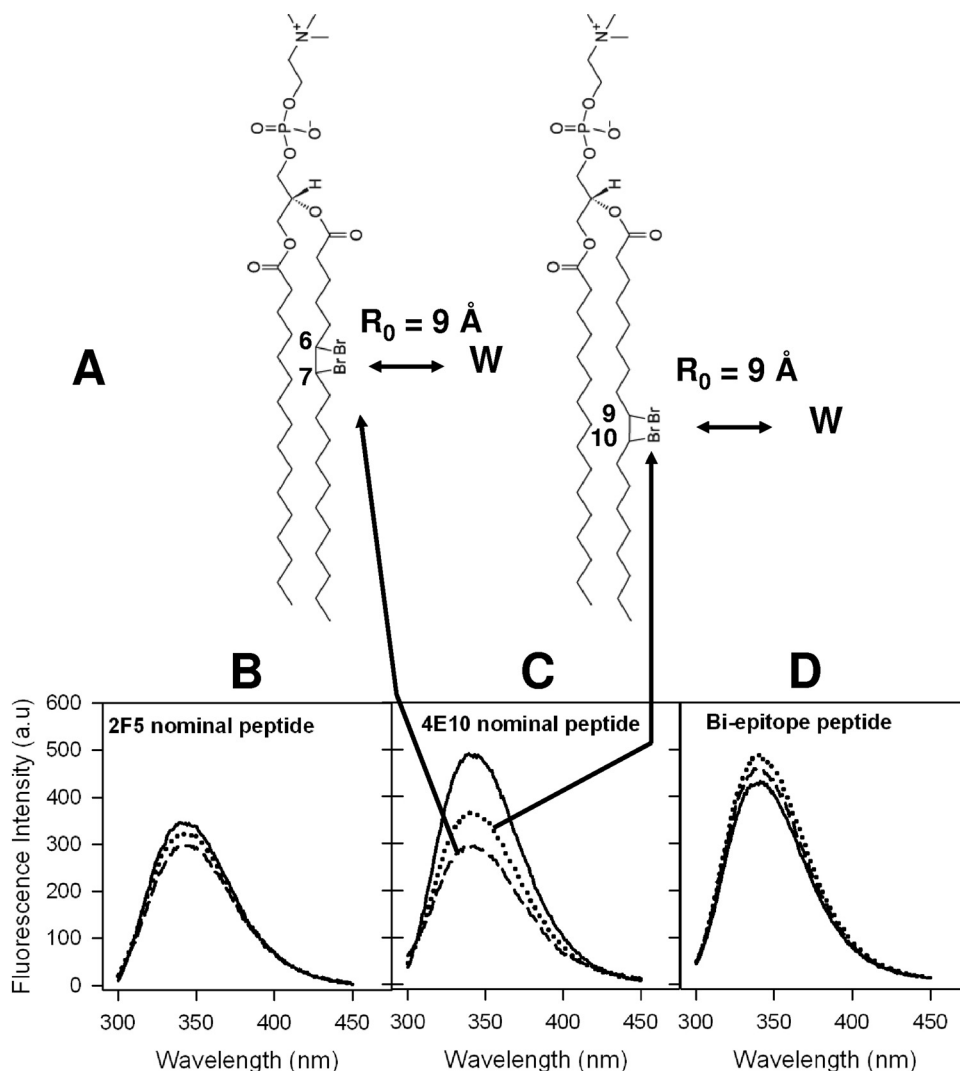 N+
O
O=P-O-
O
H
O
O
O
O
N+
O
O=P-O-
O
H
O
O
O
O
A
R0 = 9 Å
W
6
7
Br
Br
R0 = 9 Å
W
9
10
Br
Br
B
C
D
2F5 nominal peptide
4E10 nominal peptide
Bi-epitope peptide
Fluorescence Intensity (a.u)
600
500
400
300
200
100
0
300 350 400 450
300 350 400 450
300 350 400 450
Wavelength (nm)
Wavelength (nm)
Wavelength (nm)